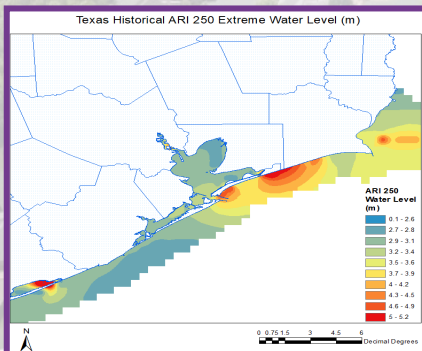 Texas Historical ARI 250 Extreme Water Level (m)
ARI 250
Water Level
(m)
0.1 - 2.6
2.7 - 2.8
2.9 - 3.1
3.2 - 3.4
3.5 - 3.6
3.7 - 3.9
4 - 4.2
4.3 - 4.5
4.6 - 4.9
5 - 5.2
N
0 0.75 1.5 3 4.5 6
Decimal Degrees